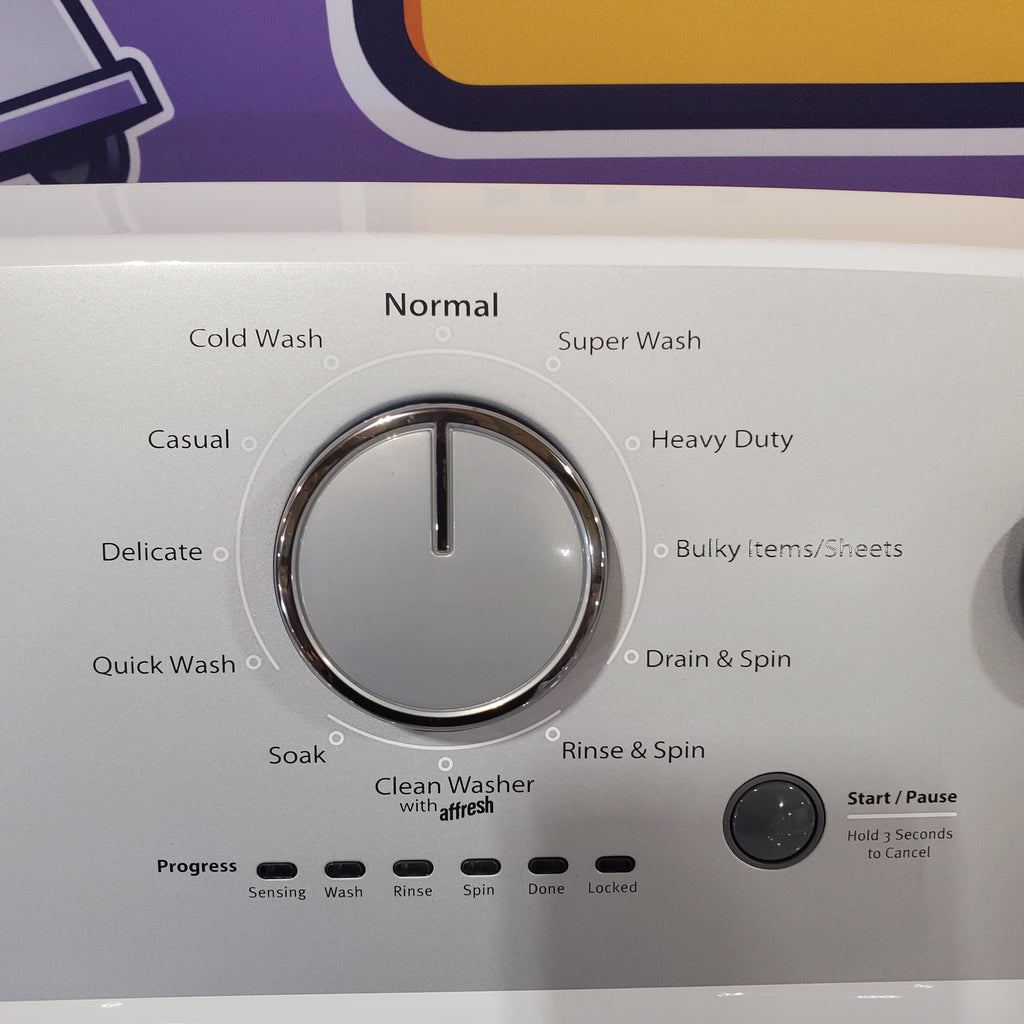 Normal
Cold Wash
Super Wash
Casual
Heavy Duty
Delicate
Bulky Items/Sheets
Quick Wash
Drain & Spin
Soak
Rinse & Spin
Clean Washer
with affresh
Start / Pause
Hold 3 Seconds
to Cancel
Progress
Sensing
Wash
Rinse
Spin
Done
Locked